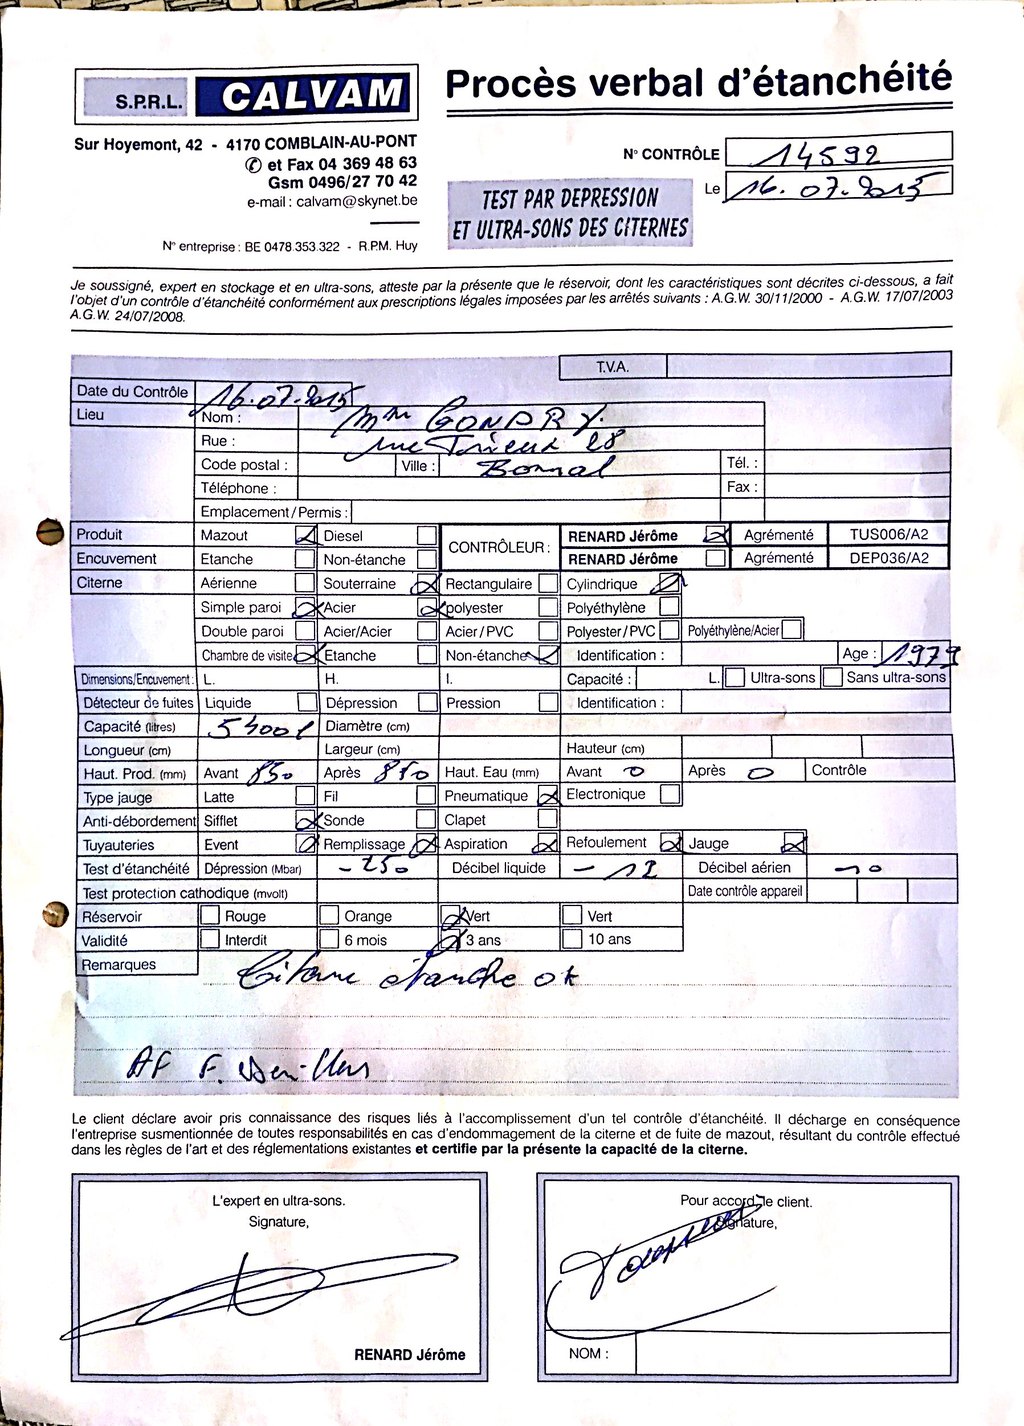 S.P.R.L. CALVAM
Procès verbal d'étanchéité
Sur Hoyemont, 42 - 4170 COMBLAIN-AU-PONT
✆ et Fax 04 369 48 63
Gsm 0496/27 70 42
e-mail : calvam@skynet.be
N° entreprise : BE 0478.353.322 - R.P.M. Huy
N° CONTRÔLE 14592
Le 16.07.2015
TEST PAR DEPRESSION
ET ULTRA-SONS DES CITERNES
Je soussigné, expert en stockage et en ultra-sons, atteste par la présente que le réservoir, dont les caractéristiques sont décrites ci-dessous, a fait
l'objet d'un contrôle d'étanchéité conformément aux prescriptions légales imposées par les arrêtés suivants : A.G.W. 30/11/2000 - A.G.W. 17/07/2003
A.G.W. 24/07/2008.
T.V.A.
Date du Contrôle 16.07.2015
Lieu Nom : Mme GONDRY.
Rue : rue Trieux 28
Code postal : Ville : Bonnal Tél. :
Téléphone : Fax :
Emplacement/Permis :
Produit Mazout Diesel CONTRÔLEUR : RENARD Jérôme Agrémenté TUS006/A2
Encuvement Etanche Non-étanche RENARD Jérôme Agrémenté DEP036/A2
Citerne Aérienne Souterraine Rectangulaire Cylindrique
Simple paroi Acier polyester Polyéthylène
Double paroi Acier/Acier Acier/PVC Polyester/PVC Polyéthylène/Acier
Chambre de visite Etanche Non-étanche Identification : Age : 1979
Dimensions/Encuvement: L. H. l. Capacité : L. Ultra-sons Sans ultra-sons
Détecteur de fuites Liquide Dépression Pression Identification :
Capacité (litres) 5400l Diamètre (cm)
Longueur (cm) Largeur (cm) Hauteur (cm)
Haut. Prod. (mm) Avant 850 Après 850 Haut. Eau (mm) Avant 0 Après 0 Contrôle
Type jauge Latte Fil Pneumatique Electronique
Anti-débordement Sifflet Sonde Clapet
Tuyauteries Event Remplissage Aspiration Refoulement Jauge
Test d'étanchéité Dépression (Mbar) -250 Décibel liquide -12 Décibel aérien -10
Test protection cathodique (mvolt) Date contrôle appareil
Réservoir Rouge Orange Vert Vert
Validité Interdit 6 mois 3 ans 10 ans
Remarques Citerne étanche ok
AF F.
Le client déclare avoir pris connaissance des risques liés à l'accomplissement d'un tel contrôle d'étanchéité. Il décharge en conséquence
l'entreprise susmentionnée de toutes responsabilités en cas d'endommagement de la citerne et de fuite de mazout, résultant du contrôle effectué
dans les règles de l'art et des réglementations existantes et certifie par la présente la capacité de la citerne.
L'expert en ultra-sons.
Signature,
RENARD Jérôme
Pour accord, le client.
Signature,
NOM :